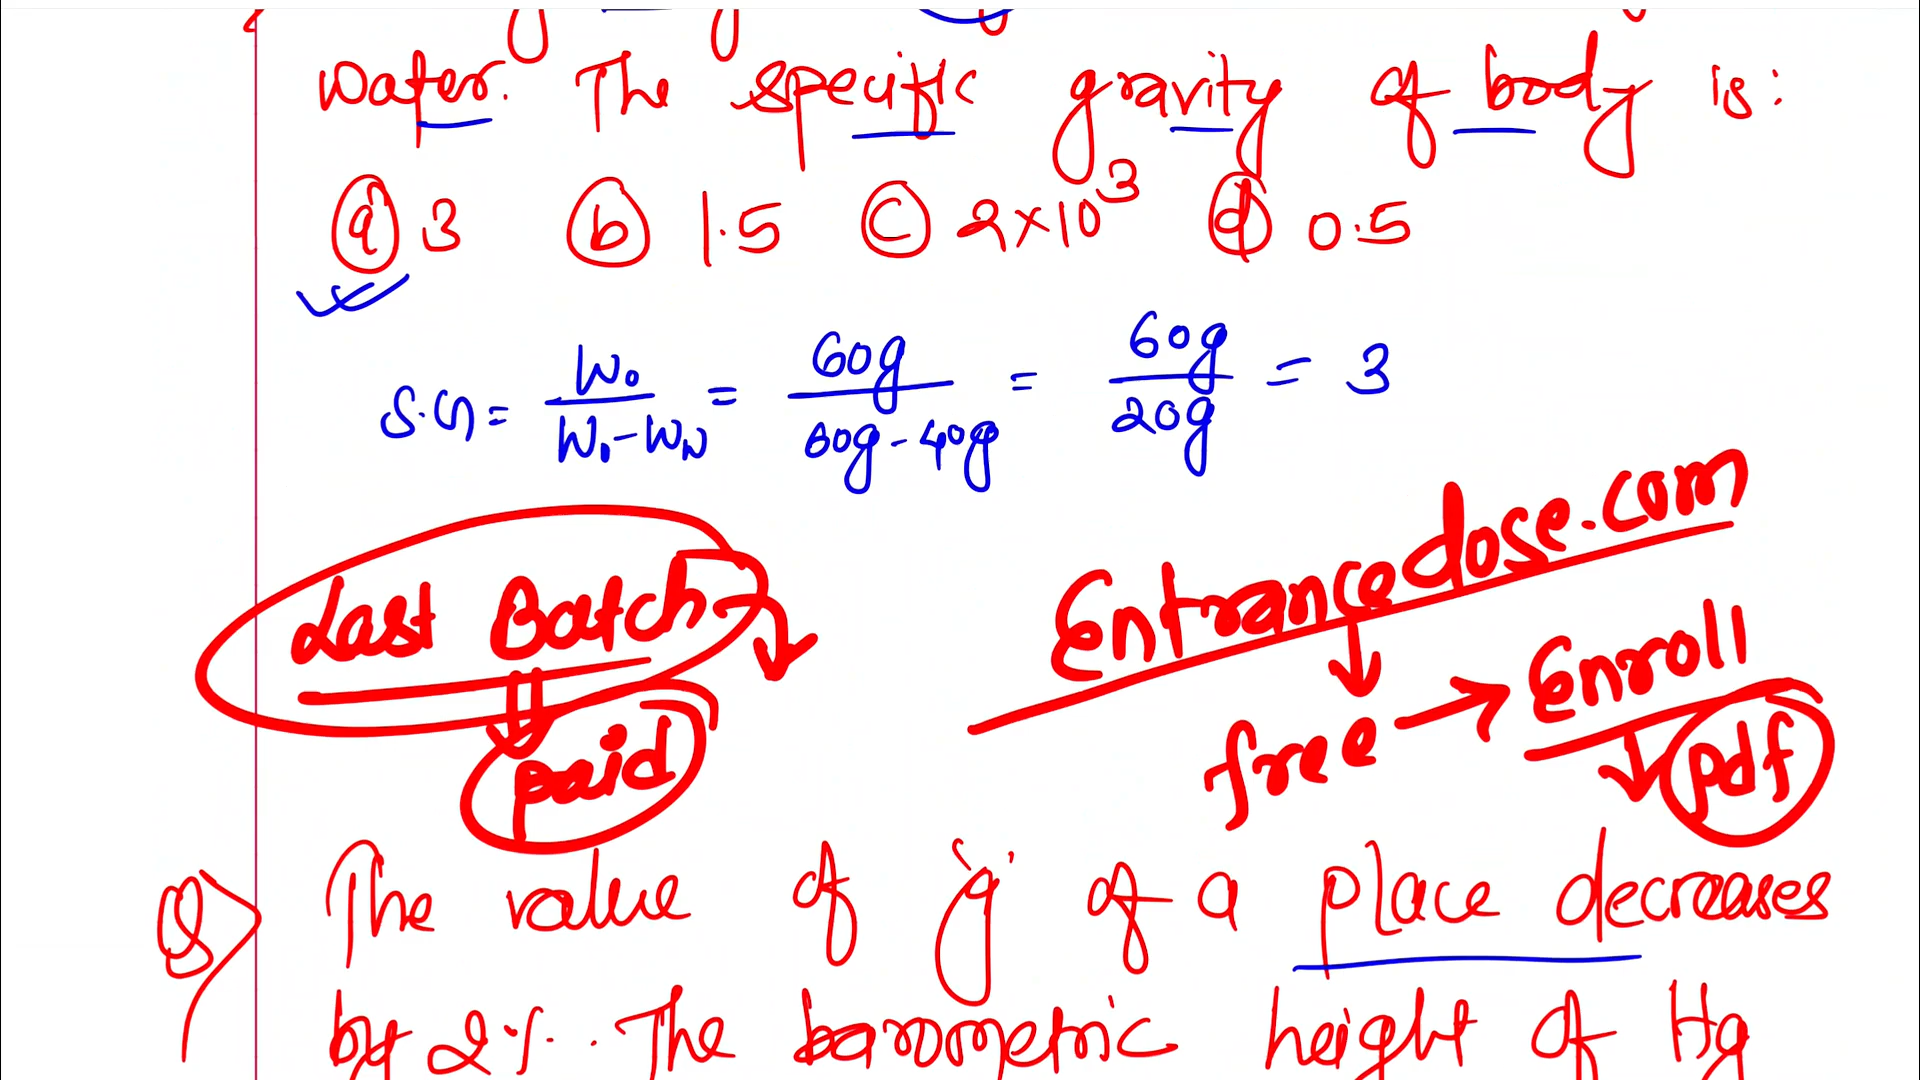 water. The specific gravity of body is:
(a) 3 (b) 1.5 (c) 2×10³ (d) 0.5
S.G = W₀ / W₀-W_W = 60g / 60g-40g = 60g / 20g = 3
Entrancedose.com
Last Batch
free → Enroll
paid
pdf
Q> The value of 'g' of a place decreases
by 2%. The barometric height of Hg